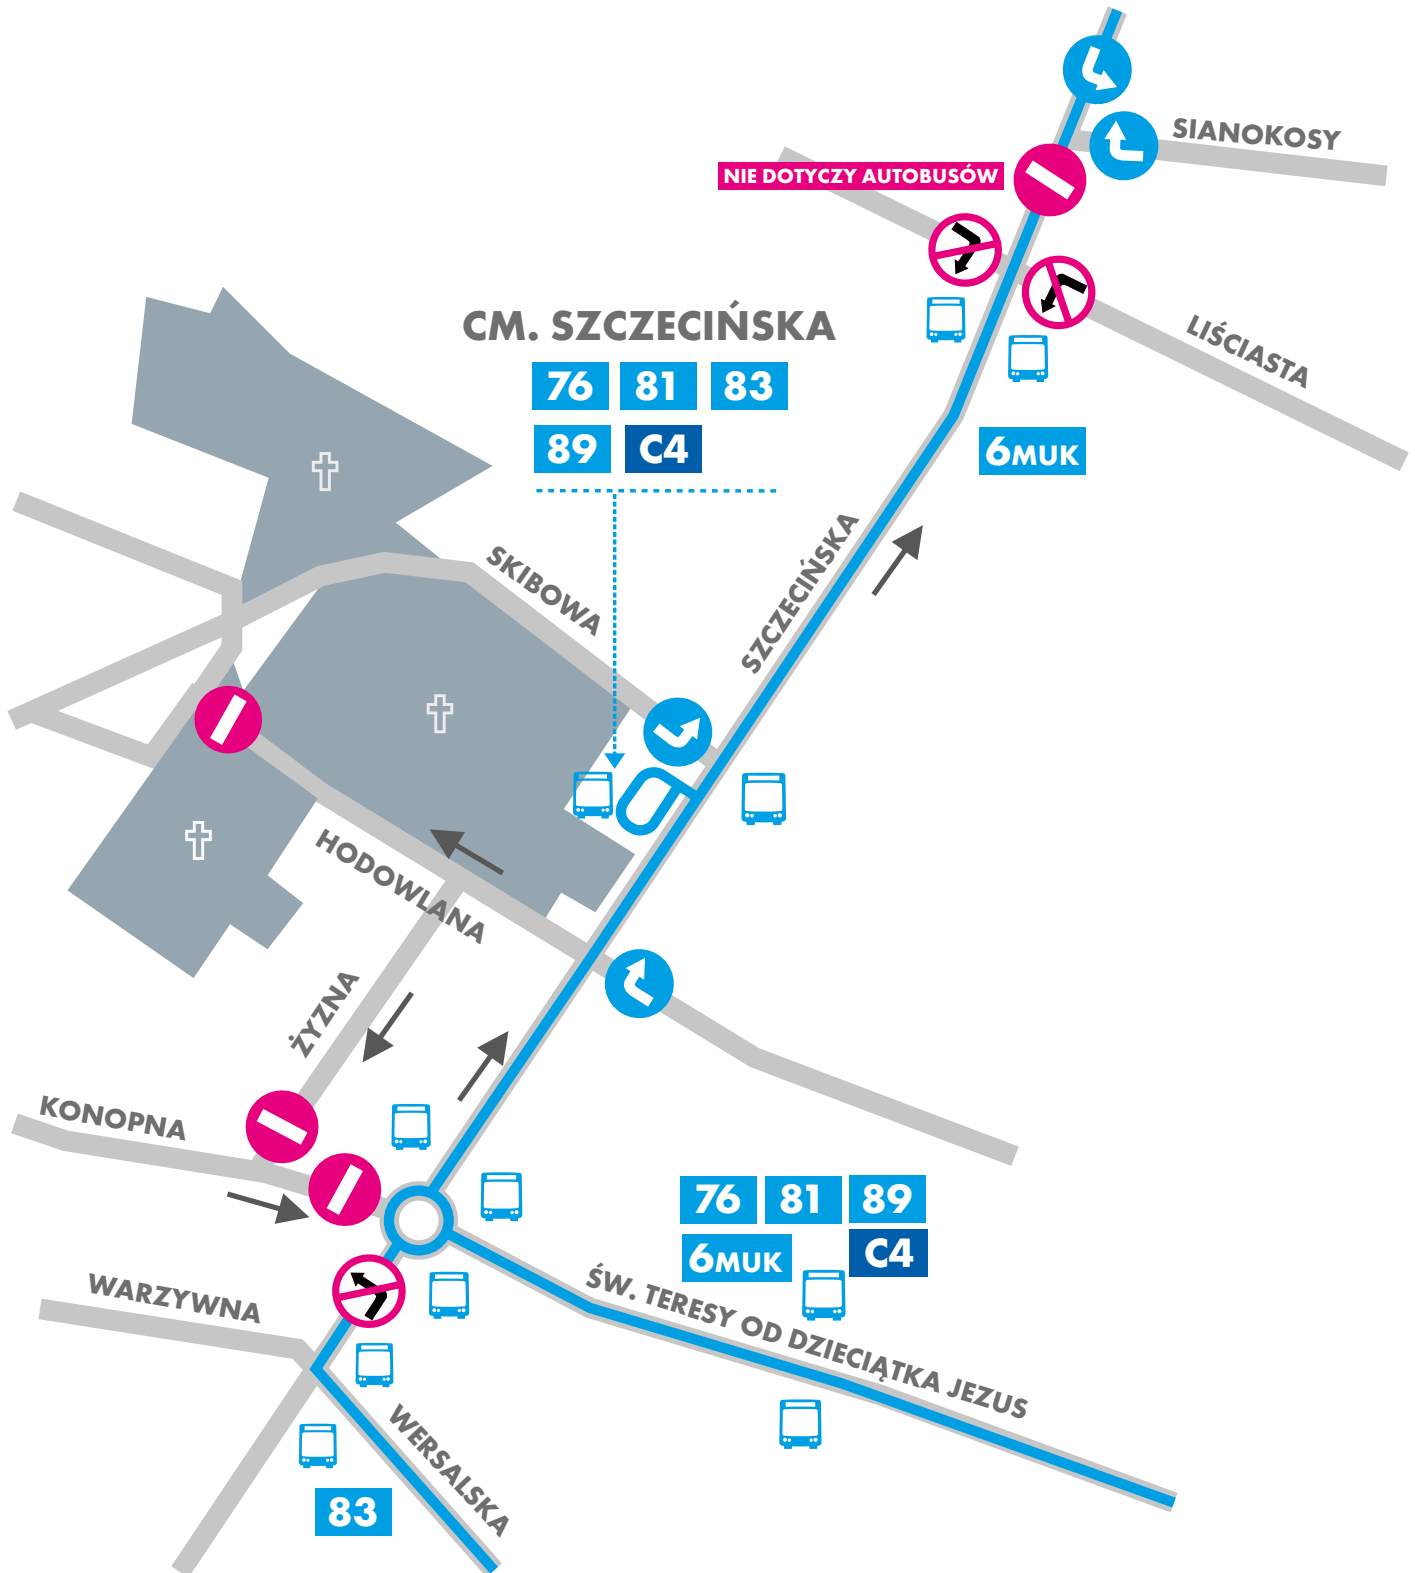 SIANOKOSY
NIE DOTYCZY AUTOBUSÓW
LIŚCIASTA
CM. SZCZECIŃSKA
76 81 83
89 C4
6MUK
SKIBOWA
SZCZECIŃSKA
HODOWLANA
ŻYZNA
KONOPNA
76 81 89
6MUK C4
WARZYWNA
ŚW. TERESY OD DZIECIĄTKA JEZUS
WERSALSKA
83